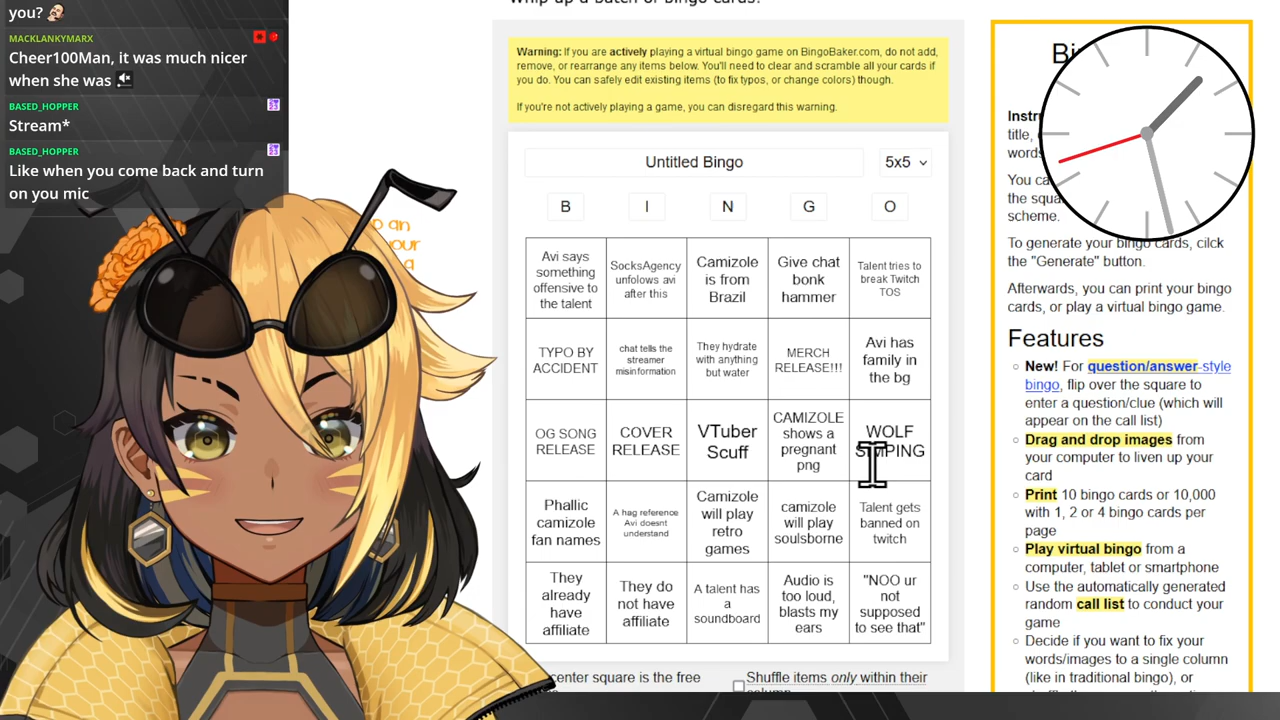 you?
MACKLANKYMARX
Cheer100Man, it was much nicer
when she was
BASED_HOPPER
Stream*
BASED_HOPPER
Like when you come back and turn
on you mic
Warning: If you are actively playing a virtual bingo game on BingoBaker.com, do not add,
remove, or rearrange any items below. You'll need to clear and scramble all your cards if
you do. You can safely edit existing items (to fix typos, or change colors) though.
If you're not actively playing a game, you can disregard this warning.
Untitled Bingo
5x5
B I N G O
Avi says
something
offensive to
the talent
SocksAgency
unfolows avi
after this
Camizole
is from
Brazil
Give chat
bonk
hammer
Talent tries to
break Twitch
TOS
TYPO BY
ACCIDENT
chat tells the
streamer
misinformation
They hydrate
with anything
but water
MERCH
RELEASE!!!
Avi has
family in
the bg
OG SONG
RELEASE
COVER
RELEASE
VTuber
Scuff
CAMIZOLE
shows a
pregnant
png
WOLF
Phallic
camizole
fan names
A hag reference
Avi doesnt
understand
Camizole
will play
retro
games
camizole
will play
soulsborne
Talent gets
banned on
twitch
They
already
have
affiliate
They do
not have
affiliate
A talent has
a
soundboard
Audio is
too loud,
blasts my
ears
"NOO ur
not
supposed
to see that"
center square is the free
Shuffle items only within their
title,
words
You
the
scheme.
To generate your bingo cards, cilck
the "Generate" button.
Afterwards, you can print your bingo
cards, or play a virtual bingo game.
Features
New! For question/answer-style
bingo, flip over the square to
enter a question/clue (which will
appear on the call list)
Drag and drop images from
your computer to liven up your
card
Print 10 bingo cards or 10,000
with 1, 2 or 4 bingo cards per
page
Play virtual bingo from a
computer, tablet or smartphone
Use the automatically generated
random call list to conduct your
game
Decide if you want to fix your
words/images to a single column
(like in traditional bingo), or